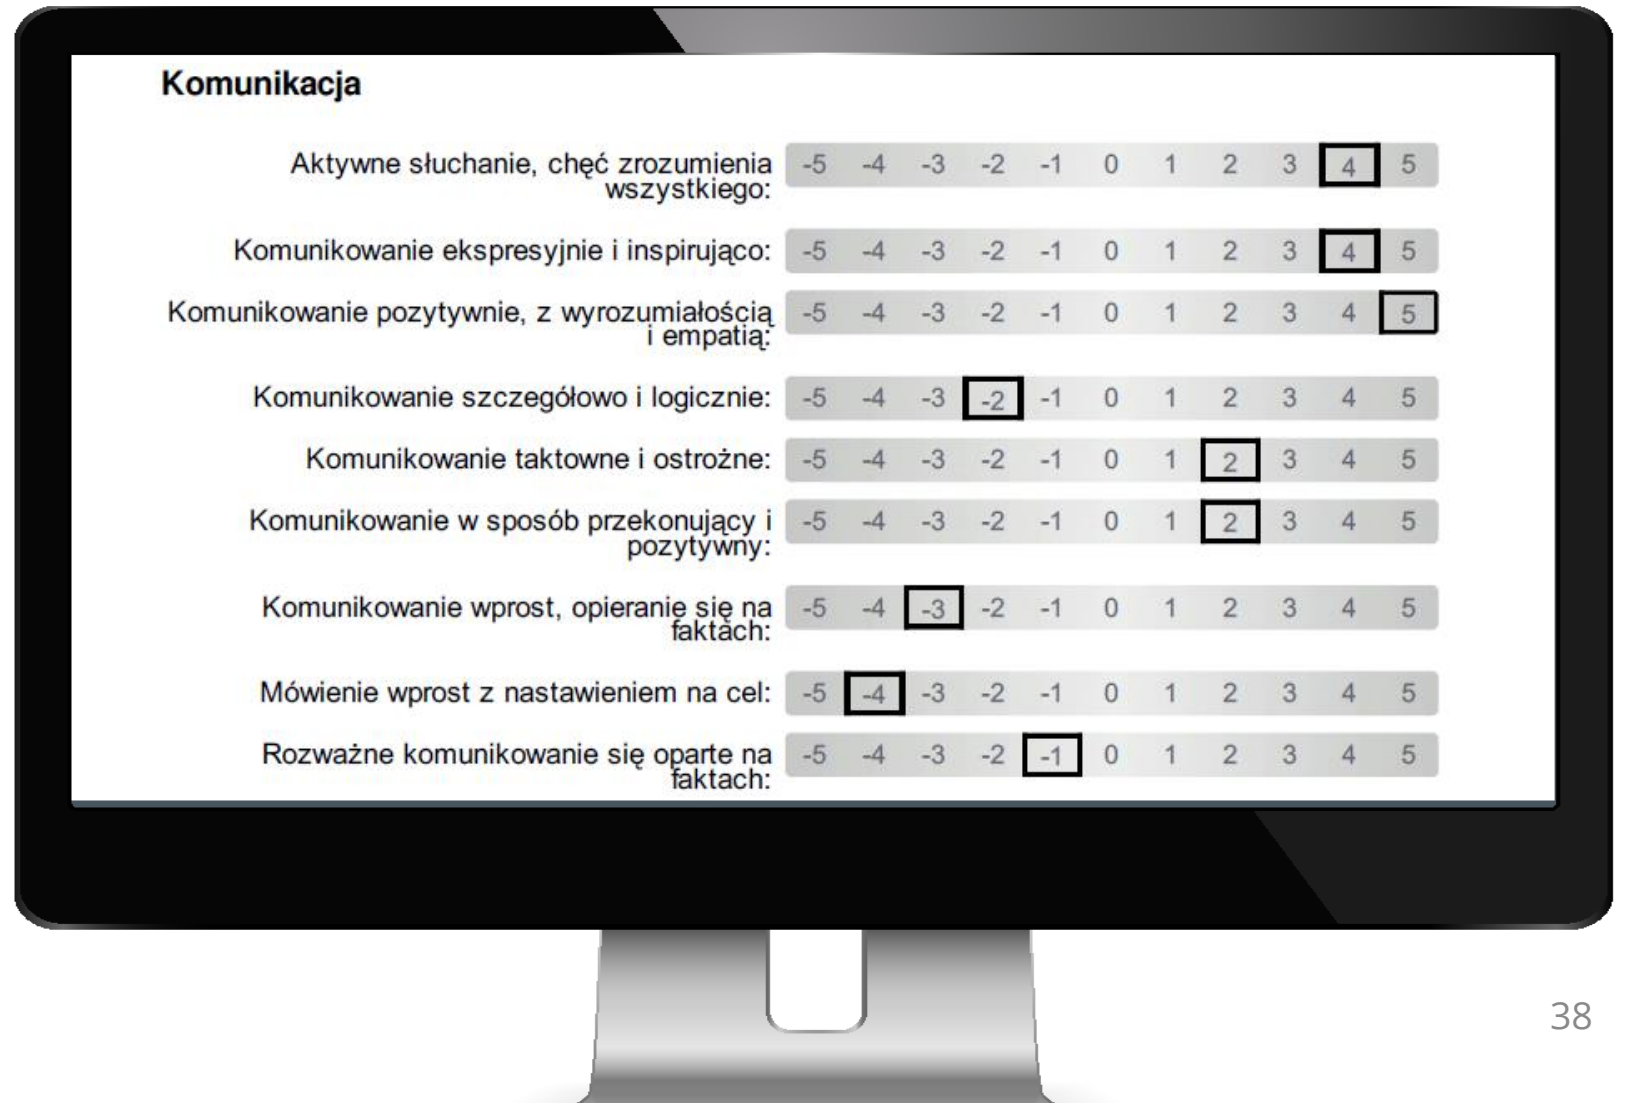 Komunikacja
Aktywne słuchanie, chęć zrozumienia
wszystkiego:
-5 -4 -3 -2 -1 0 1 2 3 4 5
Komunikowanie ekspresyjnie i inspirująco: -5 -4 -3 -2 -1 0 1 2 3 4 5
Komunikowanie pozytywnie, z wyrozumiałością
i empatią:
-5 -4 -3 -2 -1 0 1 2 3 4 5
Komunikowanie szczegółowo i logicznie: -5 -4 -3 -2 -1 0 1 2 3 4 5
Komunikowanie taktowne i ostrożne: -5 -4 -3 -2 -1 0 1 2 3 4 5
Komunikowanie w sposób przekonujący i
pozytywny:
-5 -4 -3 -2 -1 0 1 2 3 4 5
Komunikowanie wprost, opieranie się na
faktach:
-5 -4 -3 -2 -1 0 1 2 3 4 5
Mówienie wprost z nastawieniem na cel: -5 -4 -3 -2 -1 0 1 2 3 4 5
Rozważne komunikowanie się oparte na
faktach:
-5 -4 -3 -2 -1 0 1 2 3 4 5
38